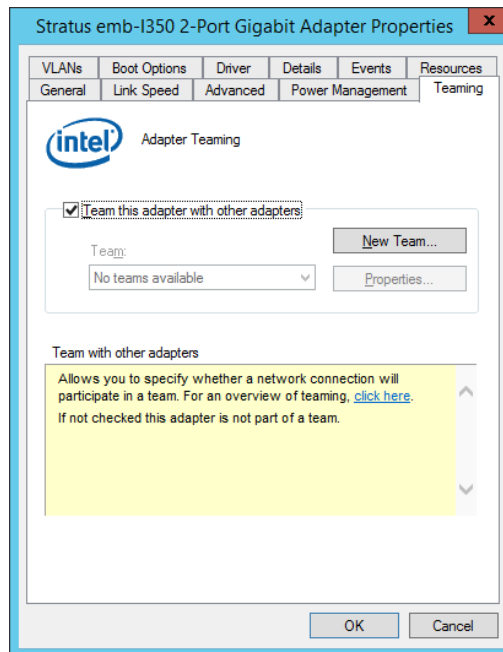 Stratus emb-I350 2-Port Gigabit Adapter Properties x
VLANs Boot Options Driver Details Events Resources
General Link Speed Advanced Power Management Teaming
intel Adapter Teaming
Team this adapter with other adapters
New Team...
Team:
No teams available Properties...
Team with other adapters
Allows you to specify whether a network connection will
participate in a team. For an overview of teaming, click here.
If not checked this adapter is not part of a team.
OK Cancel